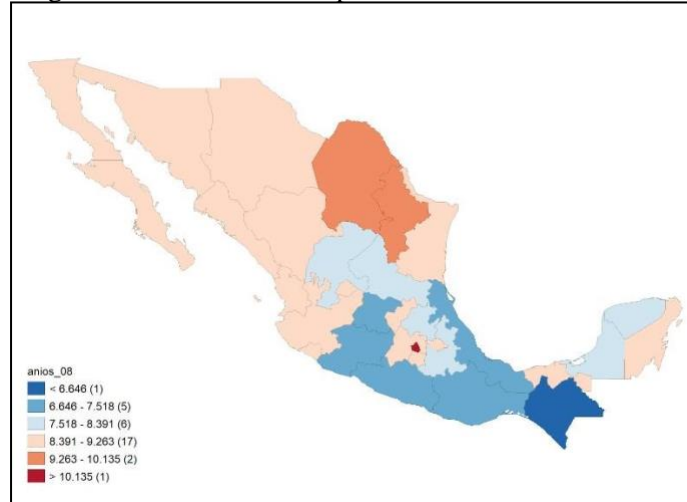 anios_08
< 6.646 (1)
6.646 - 7.518 (5)
7.518 - 8.391 (6)
8.391 - 9.263 (17)
9.263 - 10.135 (2)
> 10.135 (1)